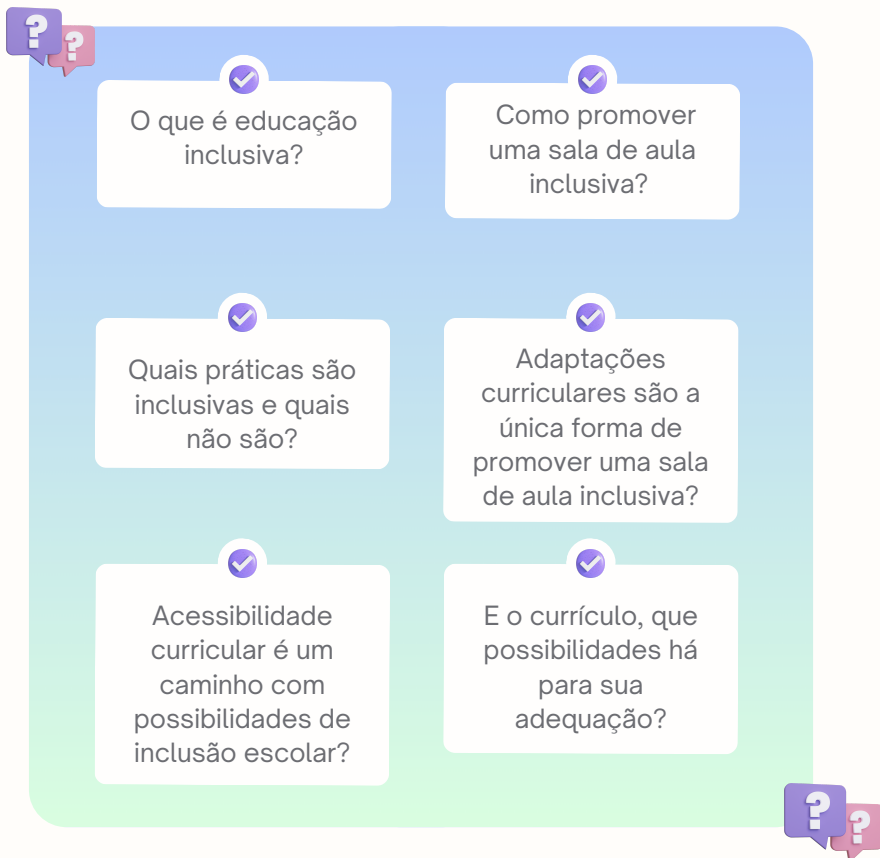 O que é educação
inclusiva?
Como promover
uma sala de aula
inclusiva?
Quais práticas são
inclusivas e quais
não são?
Adaptações
curriculares são a
única forma de
promover uma sala
de aula inclusiva?
Acessibilidade
curricular é um
caminho com
possibilidades de
inclusão escolar?
E o currículo, que
possibilidades há
para sua
adequação?